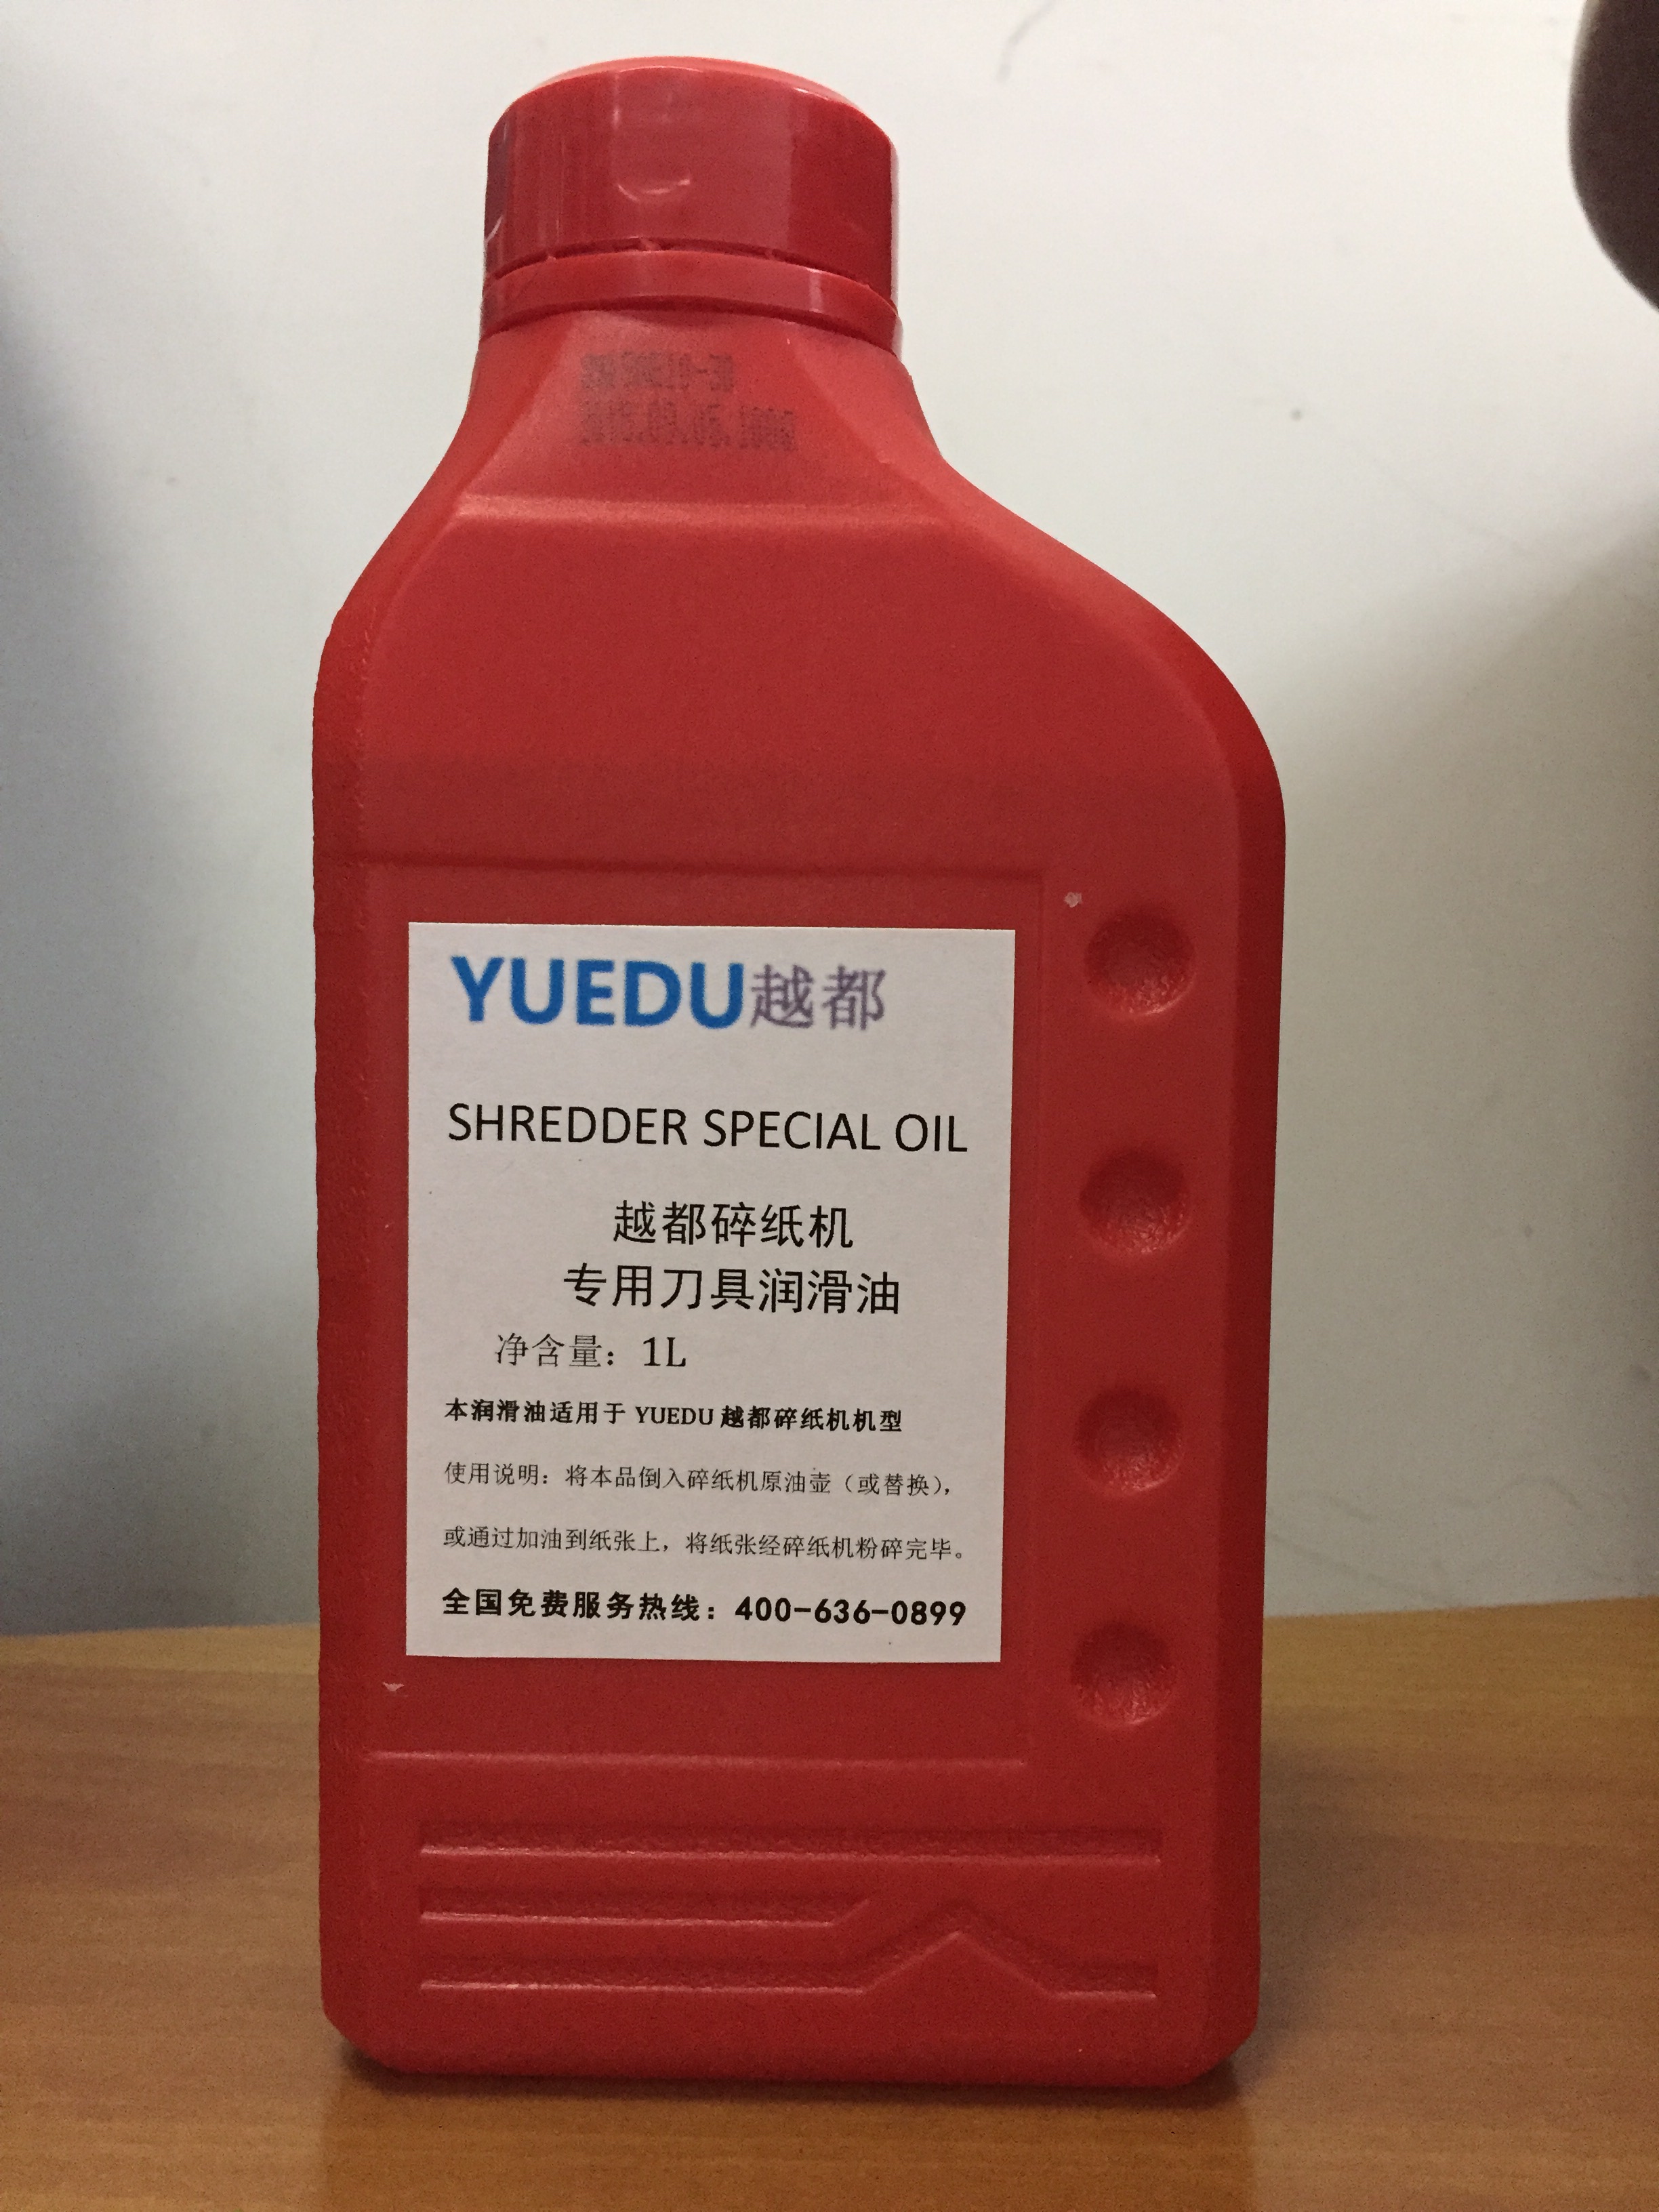 YUEDU越都
SHREDDER SPECIAL OIL
越都碎纸机
专用刀具润滑油
净含量：1L
本润滑油适用于 YUEDU 越都碎纸机机型
使用说明：将本品倒入碎纸机原油壶（或替换），
或通过加油到纸张上，将纸张经碎纸机粉碎完毕。
全国免费服务热线：400-636-0899